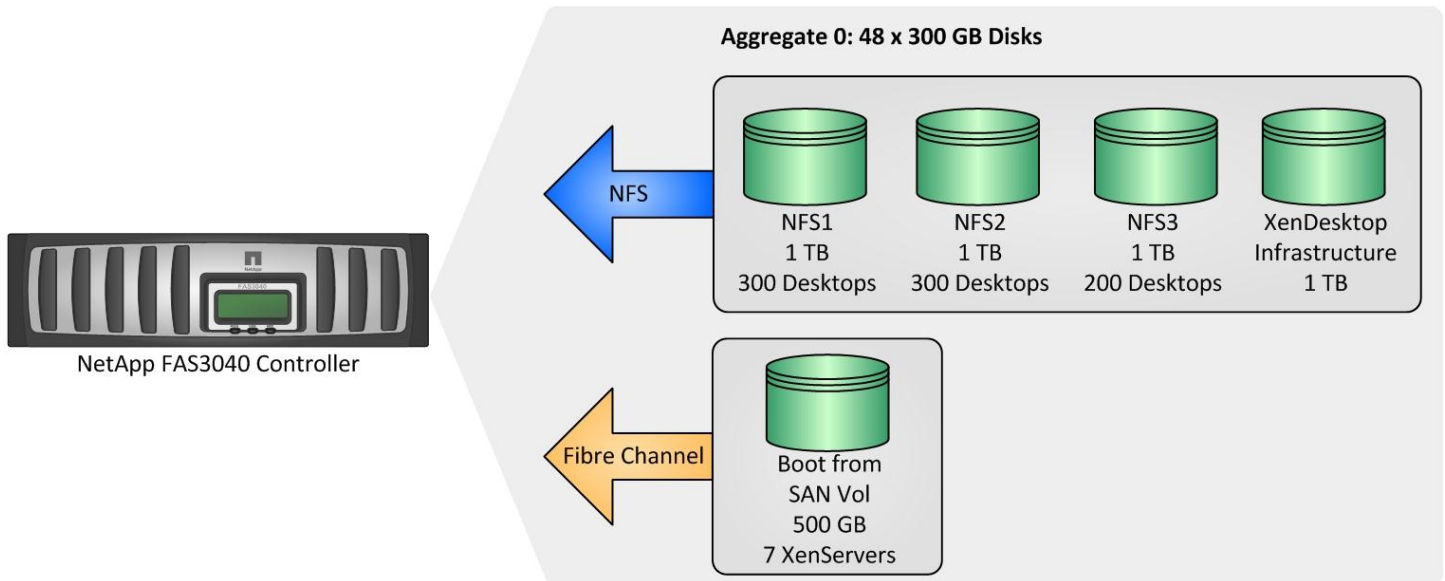 Aggregate 0: 48 x 300 GB Disks
NFS
NFS1
1 TB
300 Desktops
NFS2
1 TB
300 Desktops
NFS3
1 TB
200 Desktops
XenDesktop
Infrastructure
1 TB
NetApp
FAS3040
NetApp FAS3040 Controller
Fibre Channel
Boot from
SAN Vol
500 GB
7 XenServers